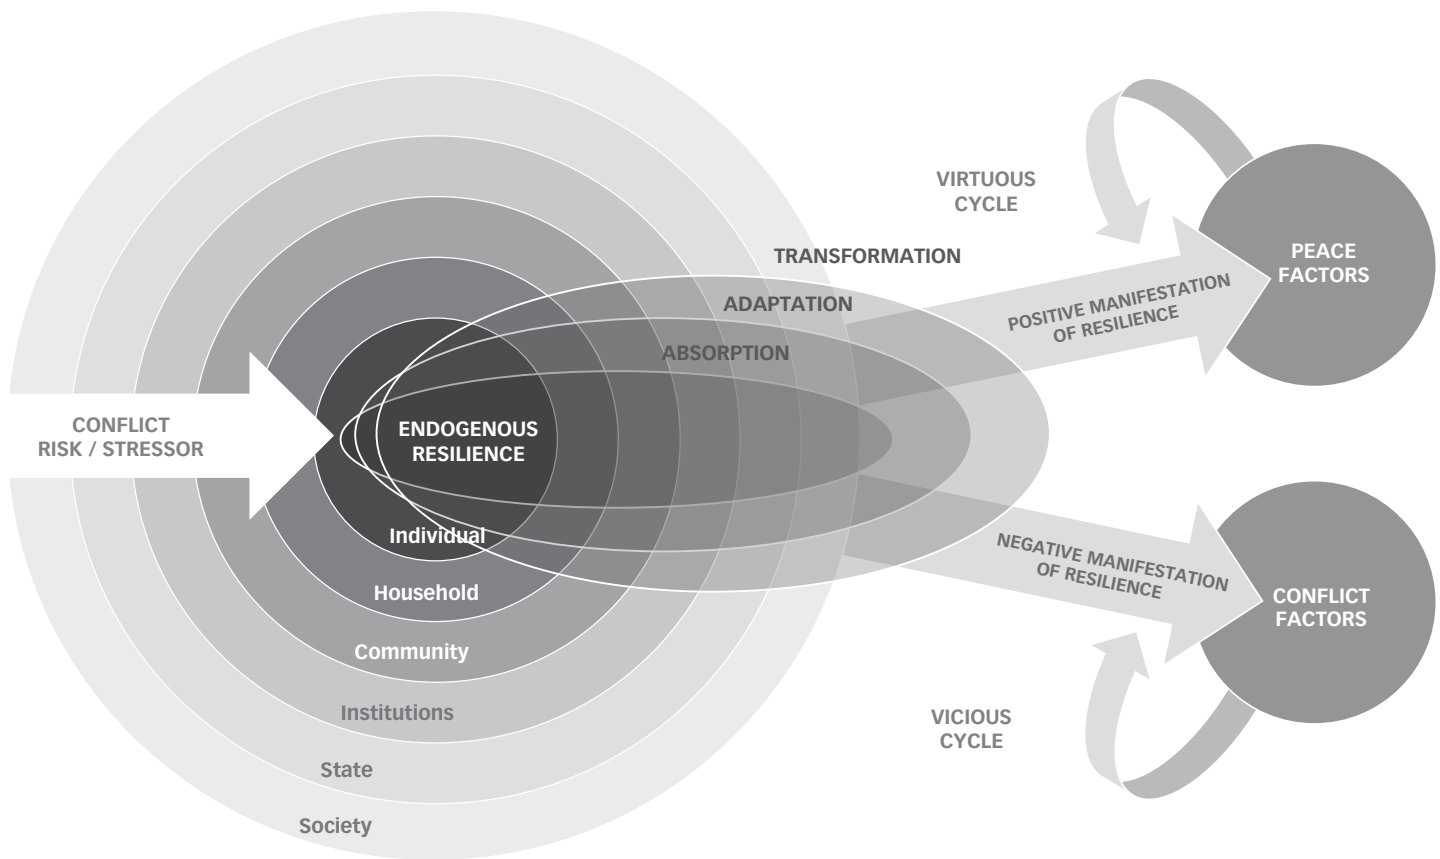 VIRTUOUS
CYCLE
TRANSFORMATION
PEACE
FACTORS
ADAPTATION
POSITIVE MANIFESTATION
OF RESILIENCE
ABSORPTION
CONFLICT
RISK / STRESSOR
ENDOGENOUS
RESILIENCE
Individual
NEGATIVE MANIFESTATION
OF RESILIENCE
Household
CONFLICT
FACTORS
Community
Institutions
VICIOUS
CYCLE
State
Society